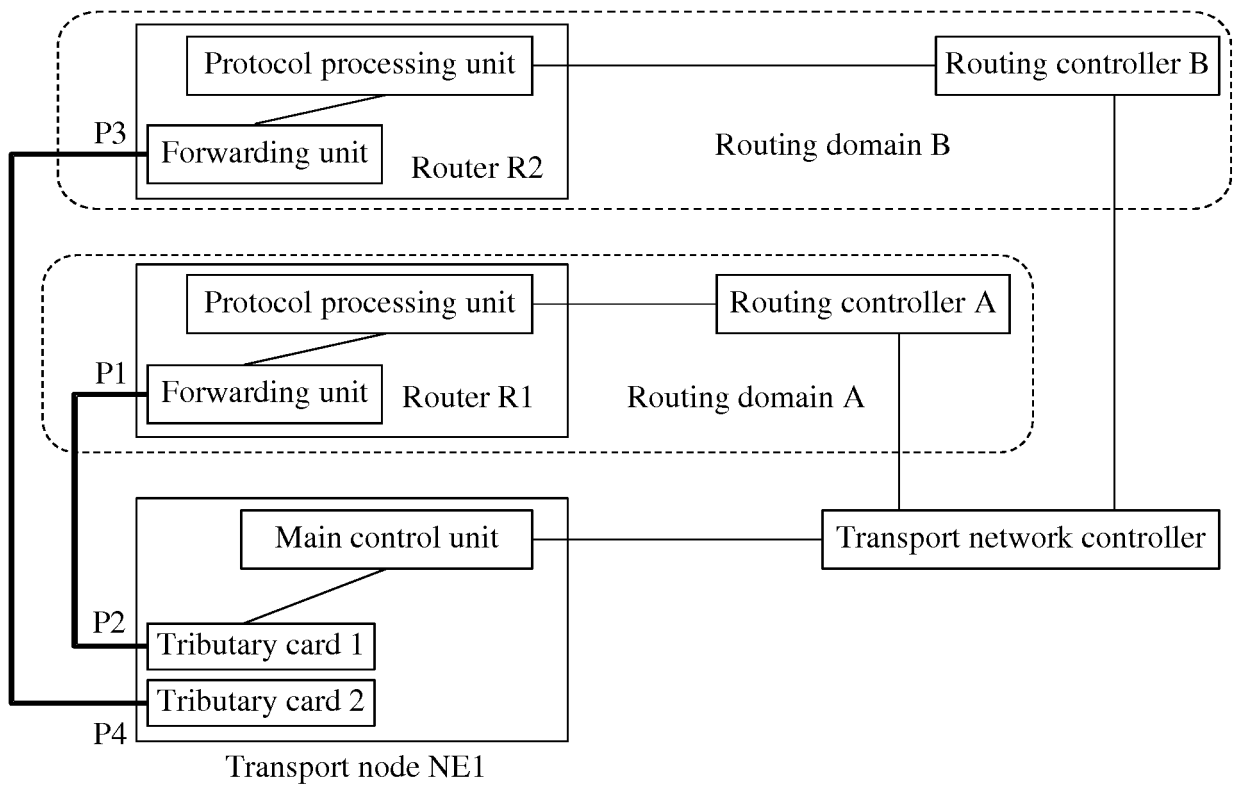 Protocol processing unit
Routing controller B
P3
Forwarding unit
Router R2
Routing domain B
Protocol processing unit
Routing controller A
P1
Forwarding unit
Router R1
Routing domain A
Main control unit
Transport network controller
P2
Tributary card 1
Tributary card 2
P4
Transport node NE1